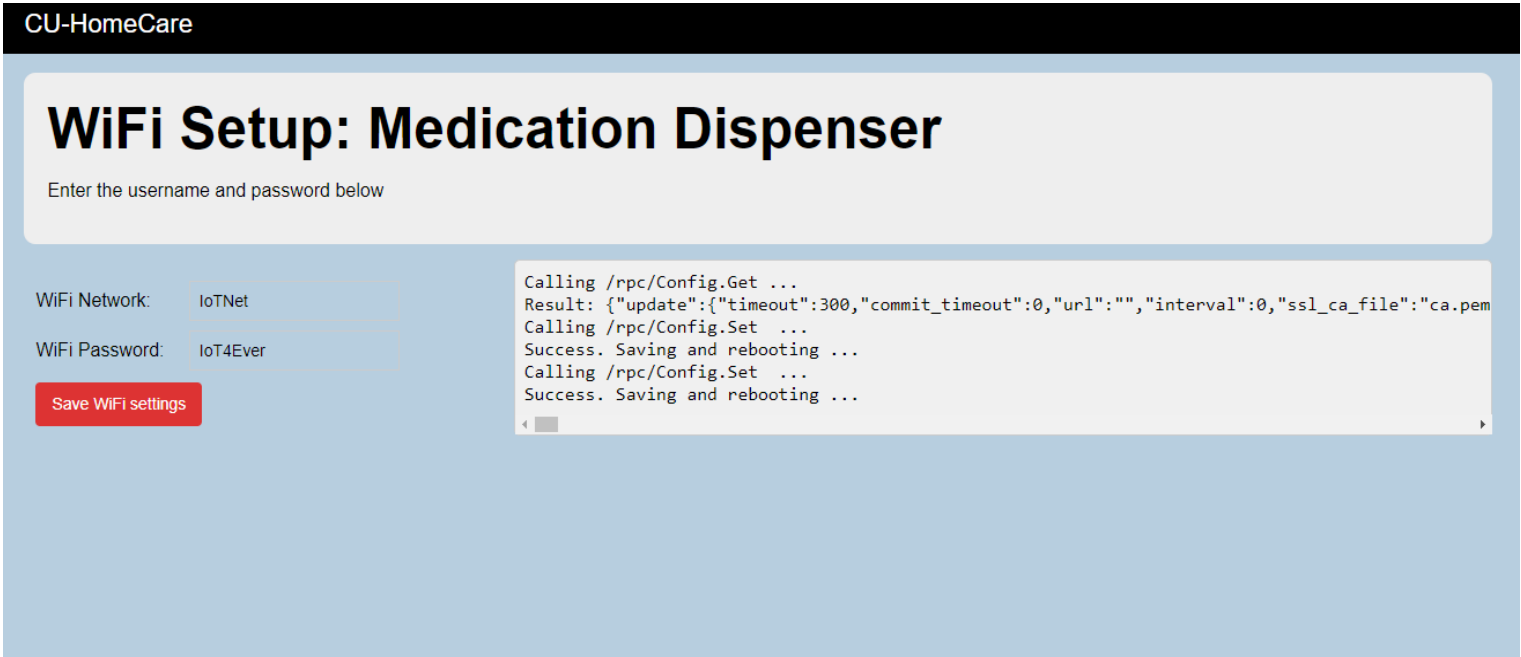 CU-HomeCare
WiFi Setup: Medication Dispenser
Enter the username and password below
WiFi Network: IoTNet
WiFi Password: IoT4Ever
Save WiFi settings
Calling /rpc/Config.Get ...
Result: {"update":{"timeout":300,"commit_timeout":0,"url":"","interval":0,"ssl_ca_file":"ca.pem
Calling /rpc/Config.Set  ...
Success. Saving and rebooting ...
Calling /rpc/Config.Set  ...
Success. Saving and rebooting ...